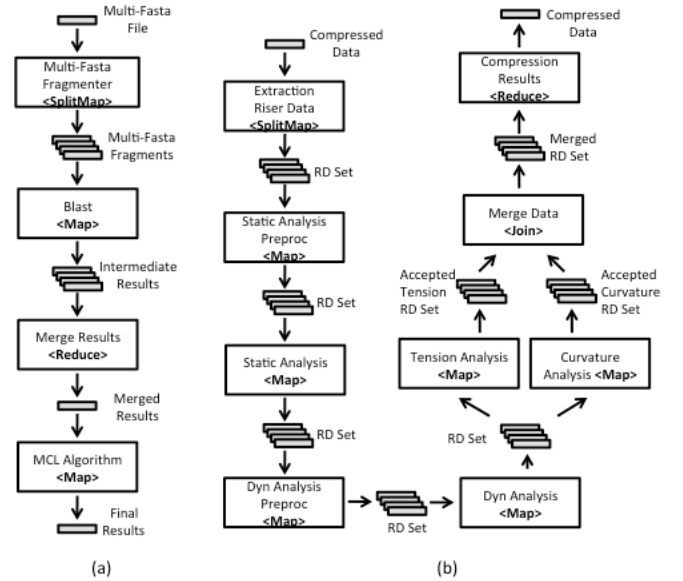 Multi-Fasta
File
Multi-Fasta
Fragmenter
<SplitMap>
Multi-Fasta
Fragments
Blast
<Map>
Intermediate
Results
Merge Results
<Reduce>
Merged
Results
MCL Algorithm
<Map>
Final
Results
(a)
Compressed
Data
Extraction
Riser Data
<SplitMap>
RD Set
Static Analysis
Preproc
<Map>
RD Set
Static Analysis
<Map>
RD Set
Dyn Analysis
Preproc
<Map>
RD Set
Dyn Analysis
<Map>
RD Set
Tension Analysis
<Map>
Curvature
Analysis <Map>
Accepted
Tension
RD Set
Accepted
Curvature
RD Set
Merge Data
<Join>
Merged
RD Set
Compression
Results
<Reduce>
Compressed
Data
(b)